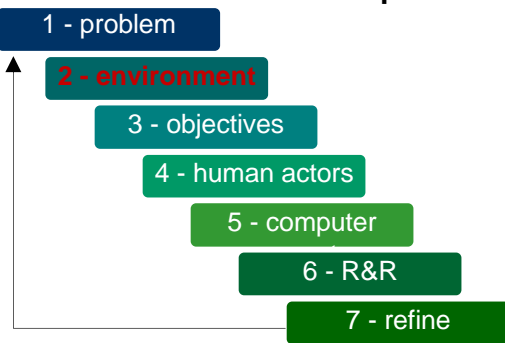 1 - problem
2 - environment
3 - objectives
4 - human actors
5 - computer
6 - R&R
7 - refine